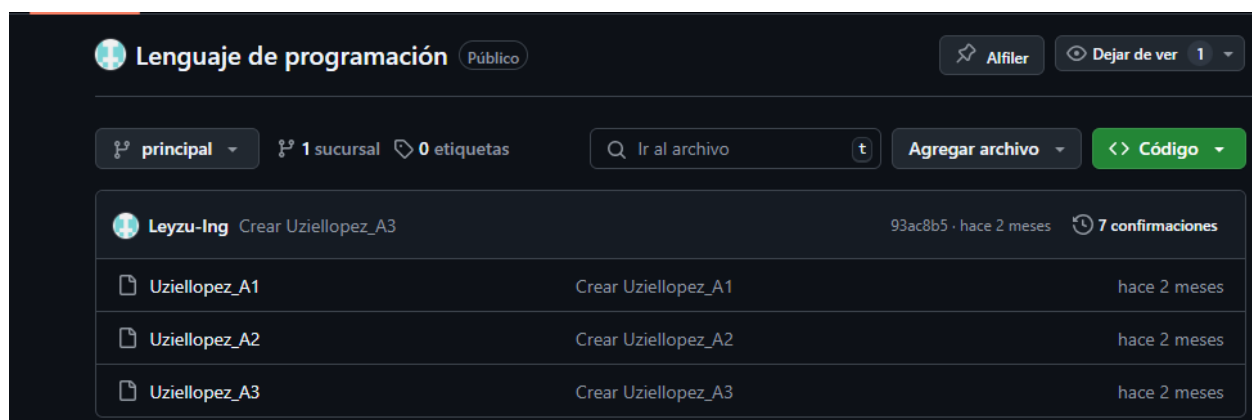 Lenguaje de programación Público Alfiler Dejar de ver 1
principal 1 sucursal 0 etiquetas Ir al archivo t Agregar archivo <> Código
Leyzu-Ing Crear Uziellopez_A3 93ac8b5 · hace 2 meses 7 confirmaciones
Uziellopez_A1 Crear Uziellopez_A1 hace 2 meses
Uziellopez_A2 Crear Uziellopez_A2 hace 2 meses
Uziellopez_A3 Crear Uziellopez_A3 hace 2 meses